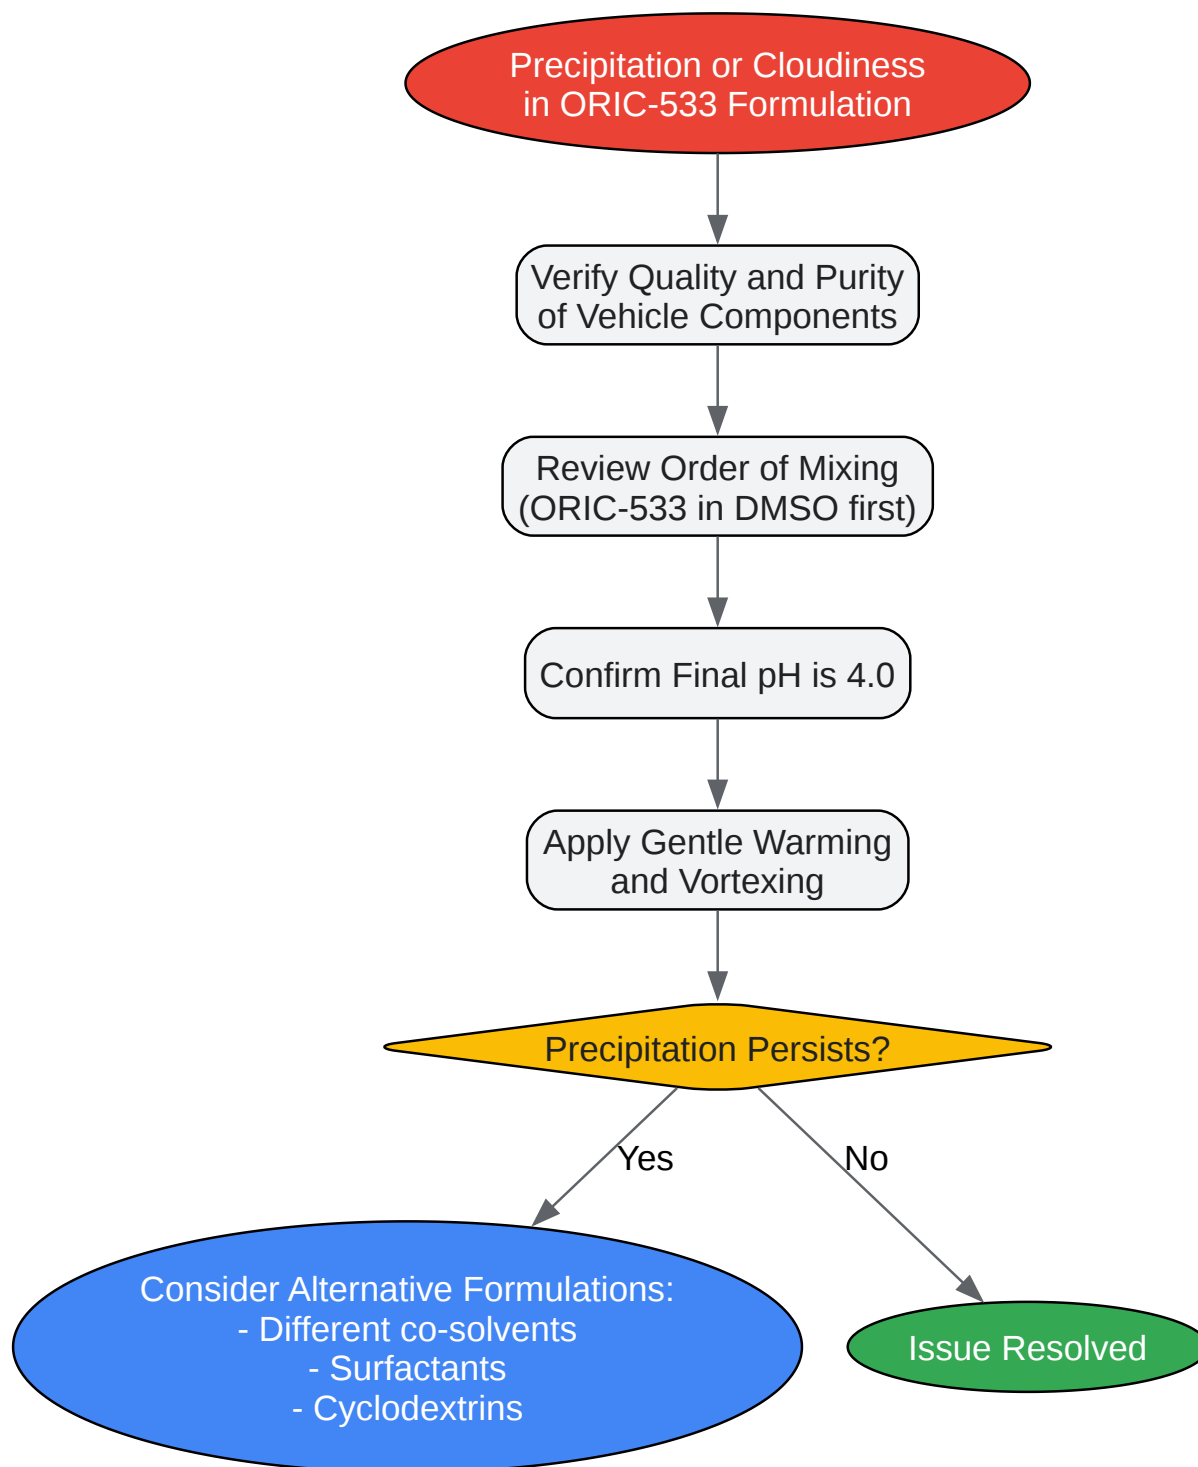 Precipitation or Cloudiness
in ORIC-533 Formulation
Verify Quality and Purity
of Vehicle Components
Review Order of Mixing
(ORIC-533 in DMSO first)
Confirm Final pH is 4.0
Apply Gentle Warming
and Vortexing
Precipitation Persists?
Yes
No
Consider Alternative Formulations:
- Different co-solvents
- Surfactants
- Cyclodextrins
Issue Resolved